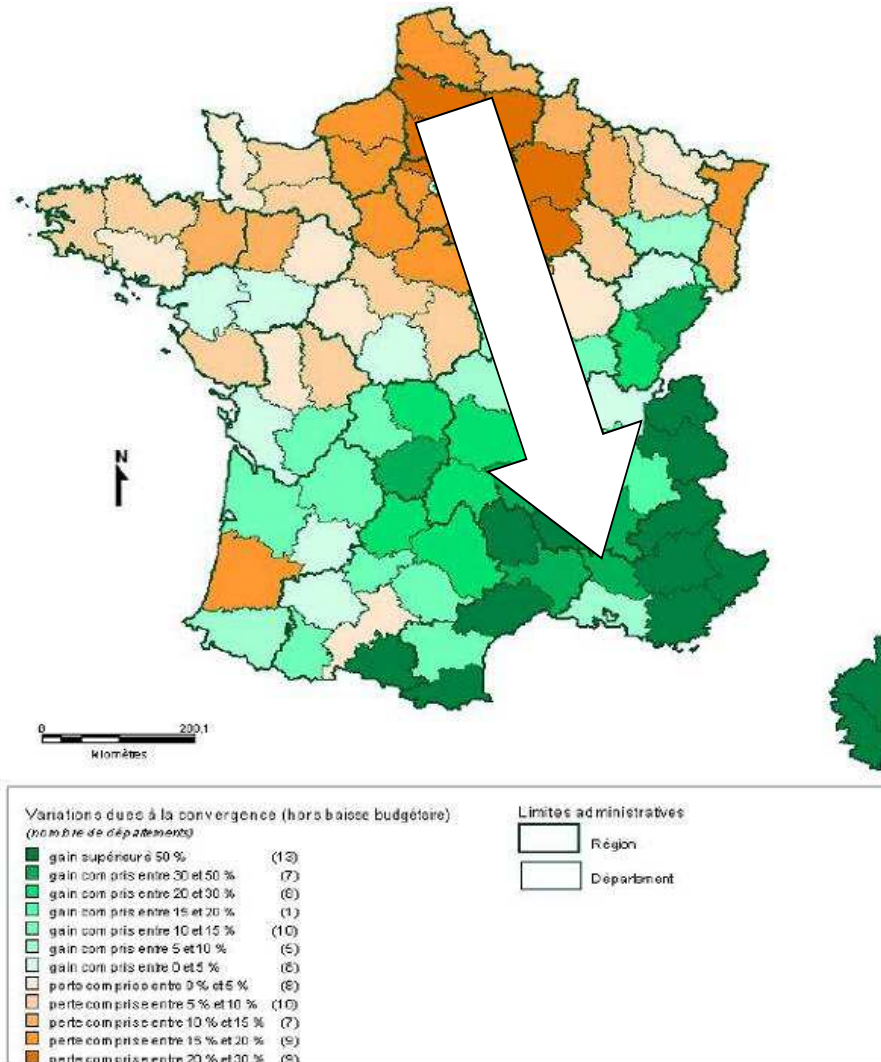 N
0 200,1
kilomètres
Variations dues à la convergence (hors baisse budgétaire)
(nombre de départements)
gain supérieur à 50 % (13)
gain compris entre 30 et 50 % (7)
gain compris entre 20 et 30 % (8)
gain compris entre 15 et 20 % (1)
gain compris entre 10 et 15 % (10)
gain compris entre 5 et 10 % (5)
gain compris entre 0 et 5 % (8)
perte comprise entre 0 % et 5 % (8)
perte comprise entre 5 % et 10 % (10)
perte comprise entre 10 % et 15 % (7)
perte comprise entre 15 % et 20 % (9)
perte comprise entre 20 % et 30 % (9)
Limites administratives
Région
Département